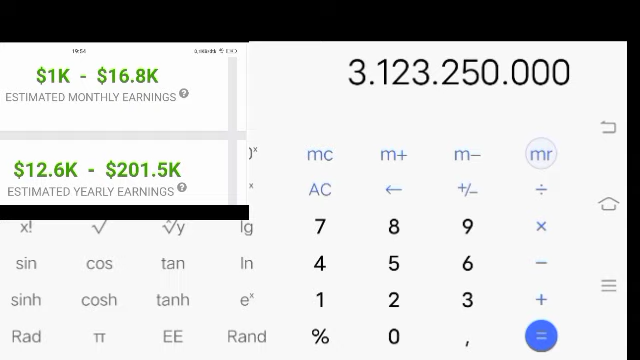 19:54
$1K - $16.8K
ESTIMATED MONTHLY EARNINGS
$12.6K - $201.5K
ESTIMATED YEARLY EARNINGS
3.123.250.000
mc m+ m− mr
AC ← +/− ÷
x! √ ʸ√y lg 7 8 9 ×
sin cos tan ln 4 5 6 −
sinh cosh tanh eˣ 1 2 3 +
Rad π EE Rand % 0 , =